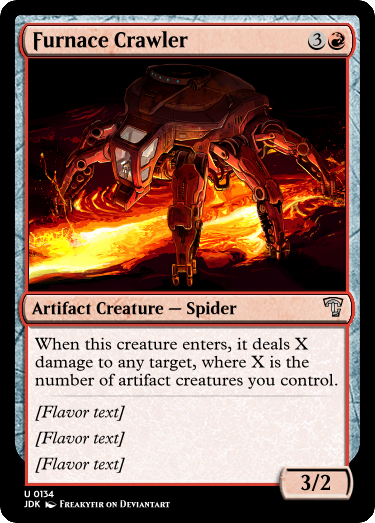 Furnace Crawler 3
Artifact Creature — Spider
When this creature enters, it deals X
damage to any target, where X is the
number of artifact creatures you control.
[Flavor text]
[Flavor text]
[Flavor text]
3/2
U 0134
JDK Freakyfir on Deviantart